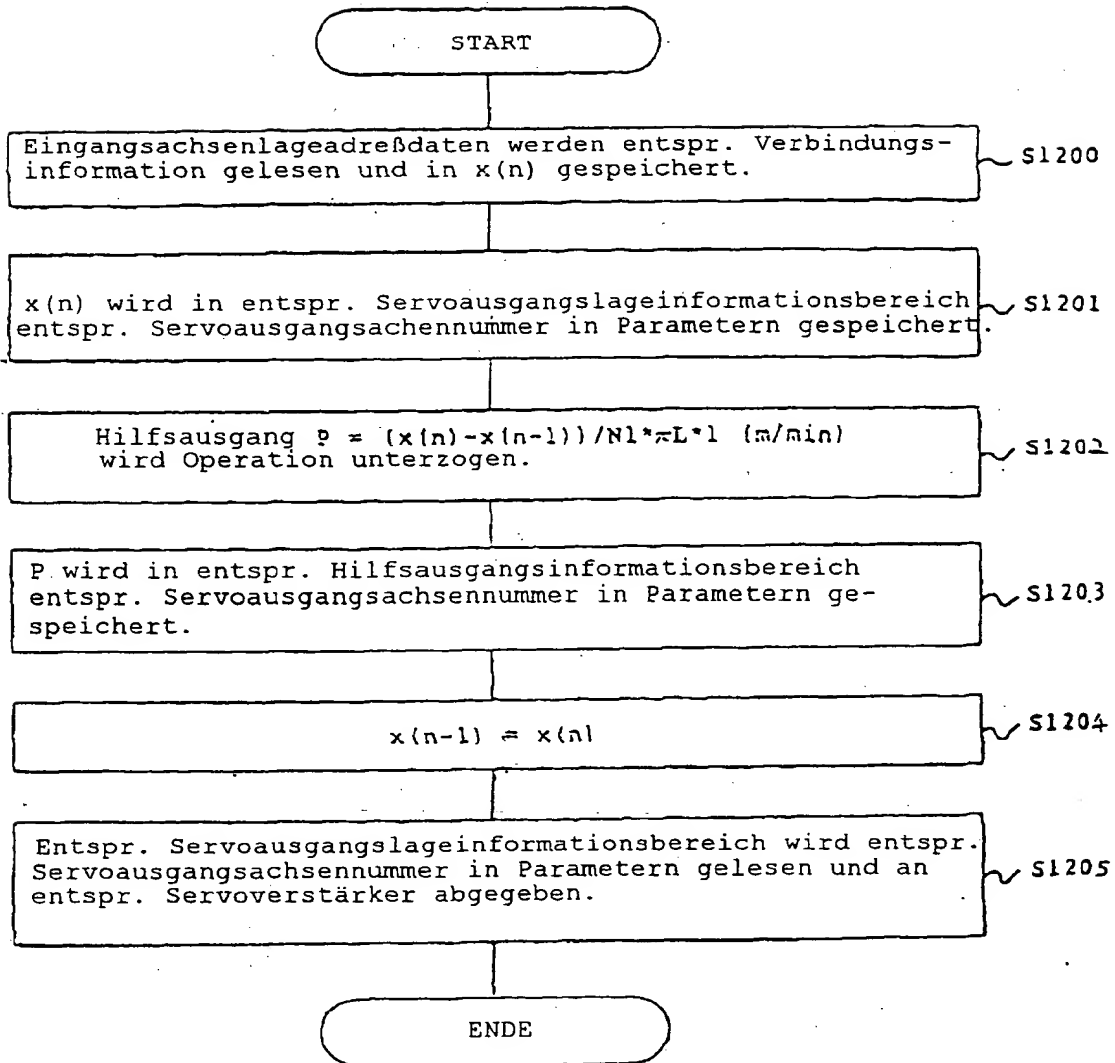 START
Eingangsachsenlageadreßdaten werden entspr. Verbindungs-
information gelesen und in x(n) gespeichert.
S1200
x(n) wird in entspr. Servoausgangslageinformationsbereich
entspr. Servoausgangsachennummer in Parametern gespeichert.
S1201
Hilfsausgang P = (x(n)-x(n-1))/N1*πL*1 (m/min)
wird Operation unterzogen.
S1202
P wird in entspr. Hilfsausgangsinformationsbereich
entspr. Servoausgangsachsennummer in Parametern ge-
speichert.
S1203
x(n-1) = x(n)
S1204
Entspr. Servoausgangslageinformationsbereich wird entspr.
Servoausgangsachsennummer in Parametern gelesen und an
entspr. Servoverstärker abgegeben.
S1205
ENDE